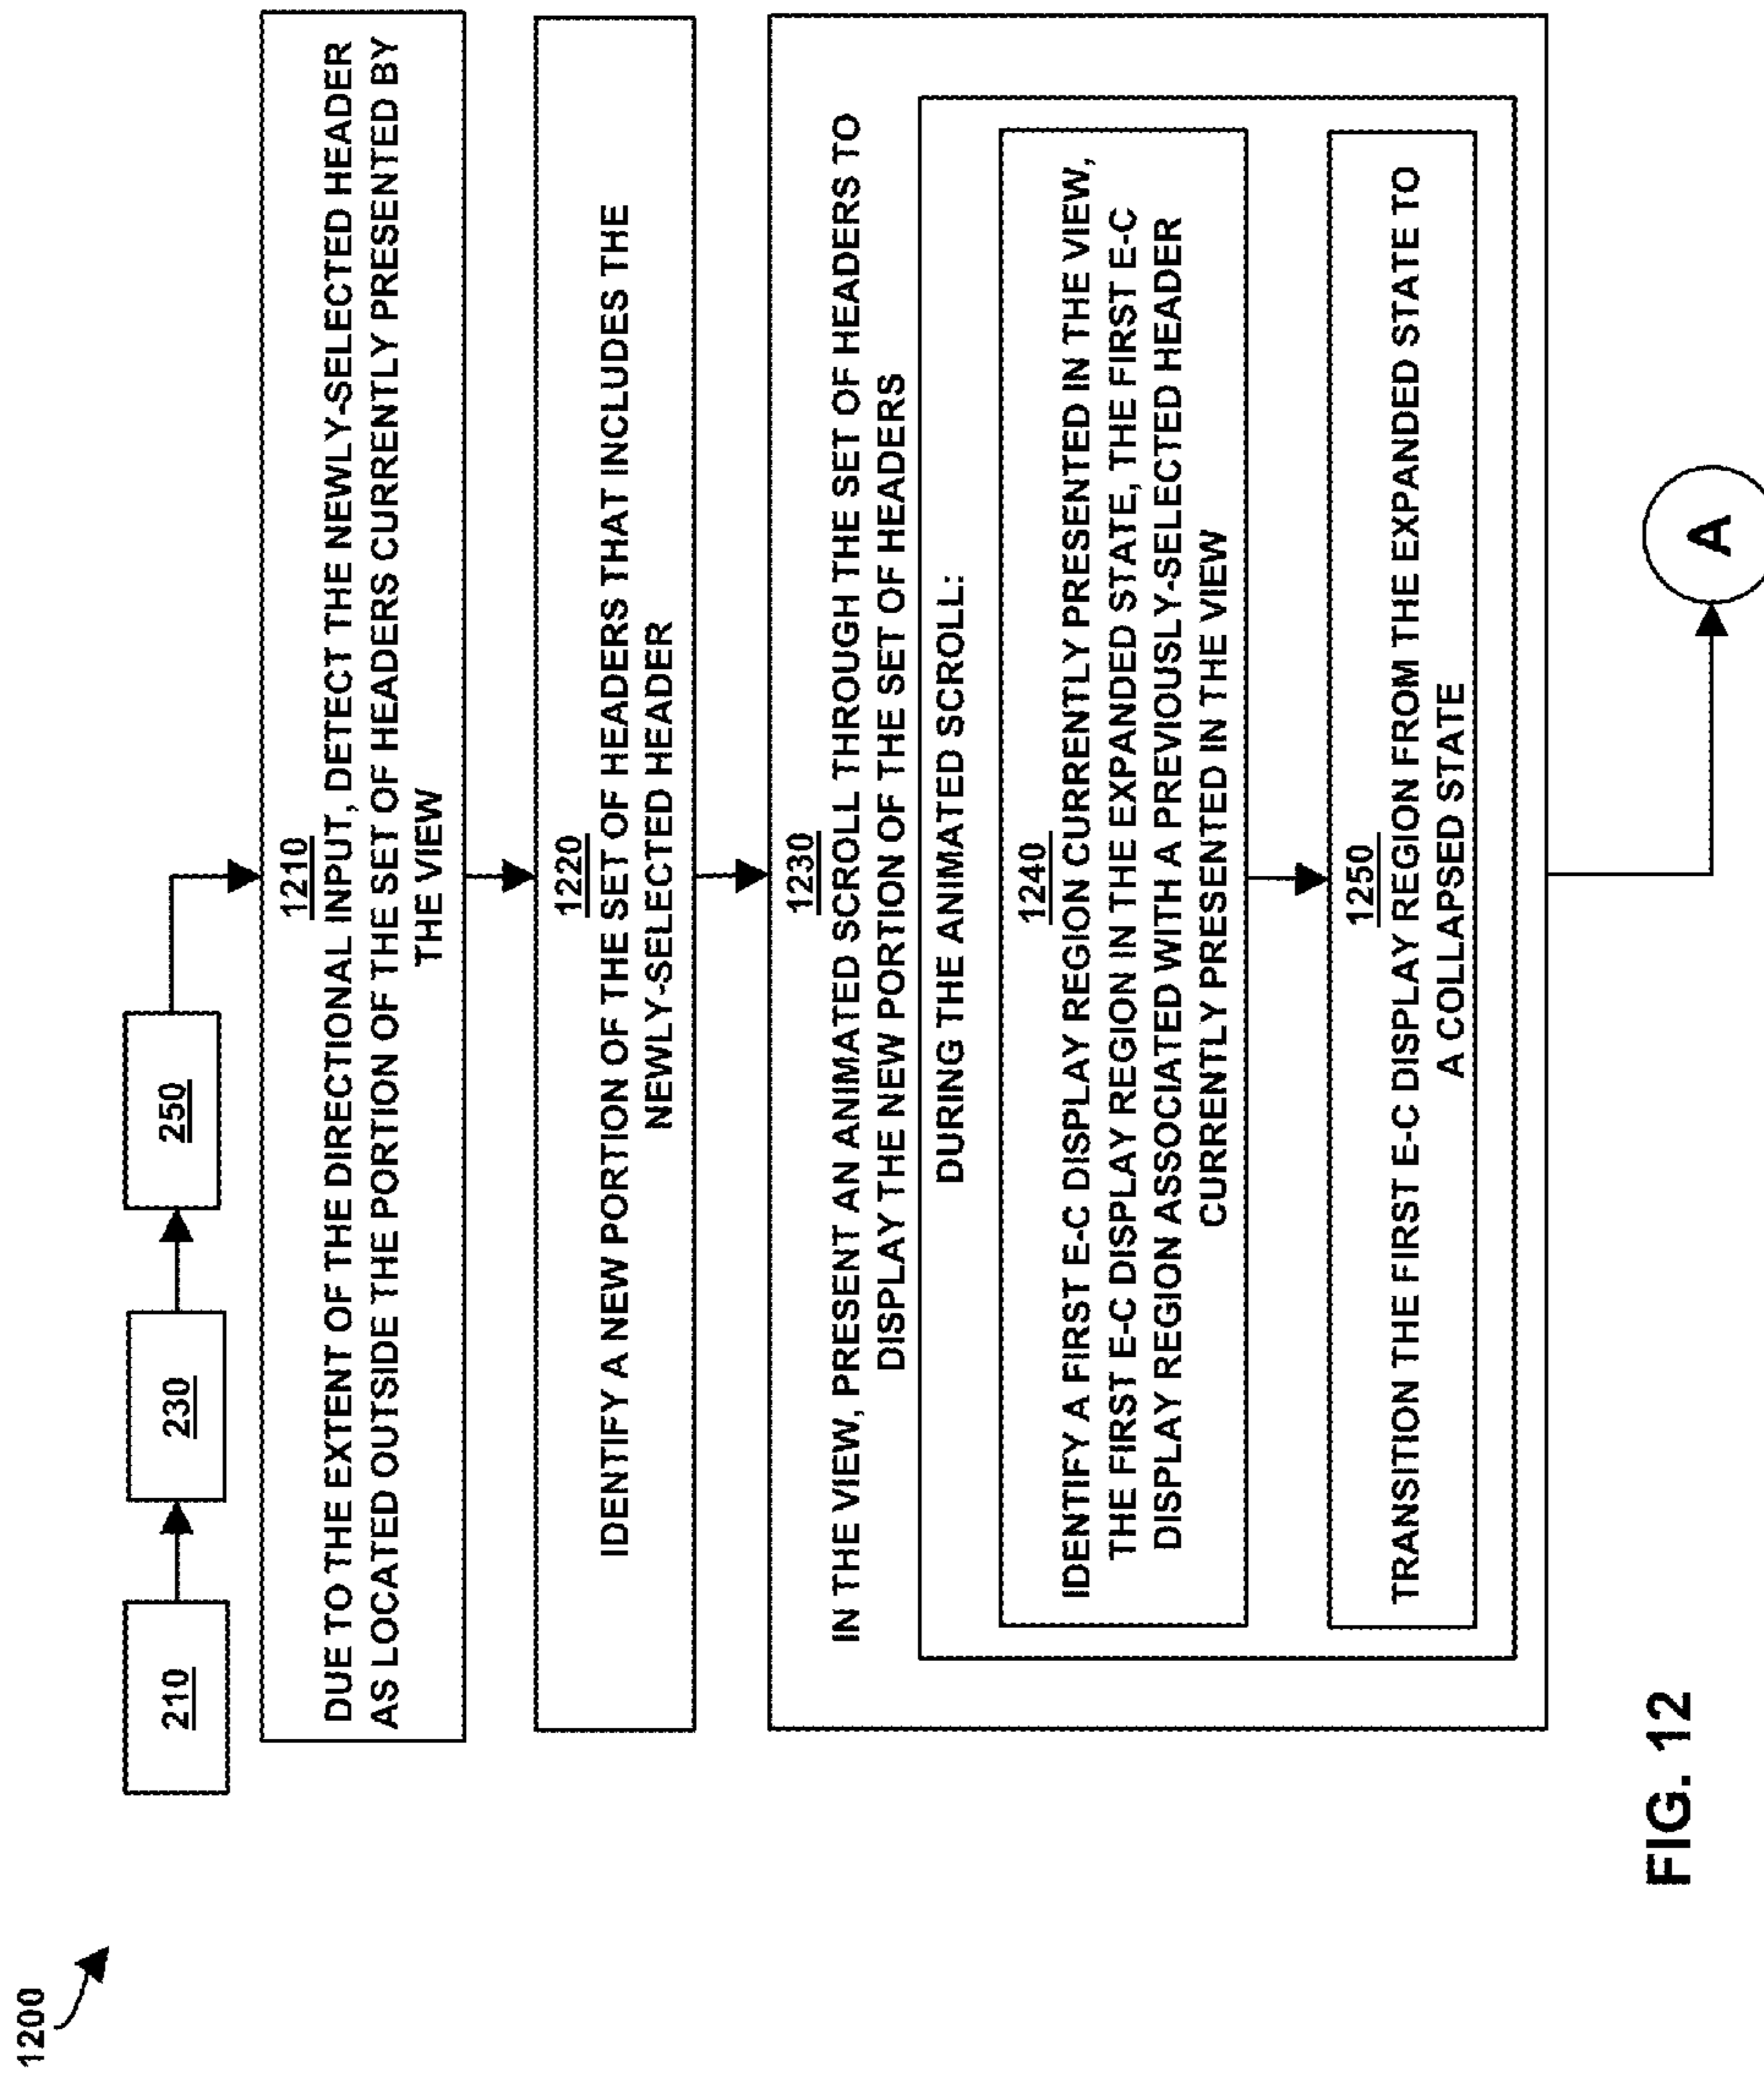 1200
210
230
250
1210
DUE TO THE EXTENT OF THE DIRECTIONAL INPUT, DETECT THE NEWLY-SELECTED HEADER
AS LOCATED OUTSIDE THE PORTION OF THE SET OF HEADERS CURRENTLY PRESENTED BY
THE VIEW
1220
IDENTIFY A NEW PORTION OF THE SET OF HEADERS THAT INCLUDES THE
NEWLY-SELECTED HEADER
1230
IN THE VIEW, PRESENT AN ANIMATED SCROLL THROUGH THE SET OF HEADERS TO
DISPLAY THE NEW PORTION OF THE SET OF HEADERS
DURING THE ANIMATED SCROLL:
1240
IDENTIFY A FIRST E-C DISPLAY REGION CURRENTLY PRESENTED IN THE VIEW,
THE FIRST E-C DISPLAY REGION IN THE EXPANDED STATE, THE FIRST E-C
DISPLAY REGION ASSOCIATED WITH A PREVIOUSLY-SELECTED HEADER
CURRENTLY PRESENTED IN THE VIEW
1250
TRANSITION THE FIRST E-C DISPLAY REGION FROM THE EXPANDED STATE TO
A COLLAPSED STATE
A
FIG. 12